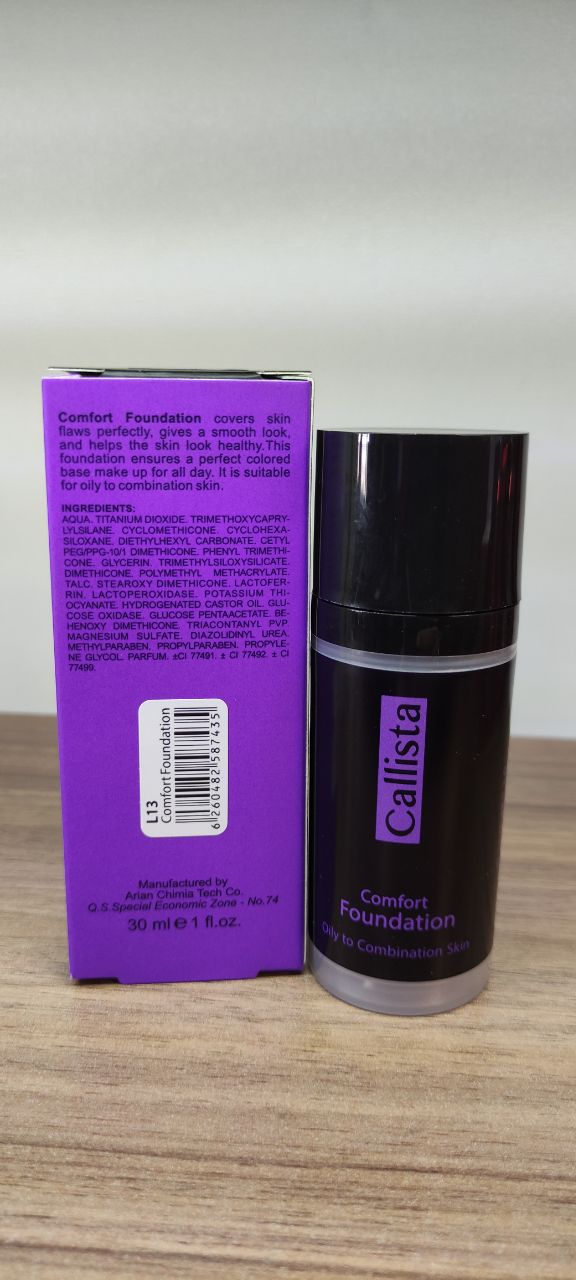 Comfort Foundation covers skin
flaws perfectly, gives a smooth look,
and helps the skin look healthy.This
foundation ensures a perfect colored
base make up for all day. It is suitable
for oily to combination skin.
INGREDIENTS:
AQUA. TITANIUM DIOXIDE. TRIMETHOXYCAPRY-
LYLSILANE. CYCLOMETHICONE. CYCLOHEXA-
SILOXANE. DIETHYLHEXYL CARBONATE. CETYL
PEG/PPG-10/1 DIMETHICONE. PHENYL TRIMETHI-
CONE. GLYCERIN. TRIMETHYLSILOXYSILICATE.
DIMETHICONE. POLYMETHYL METHACRYLATE.
TALC. STEAROXY DIMETHICONE. LACTOFER-
RIN. LACTOPEROXIDASE. POTASSIUM THI-
OCYANATE. HYDROGENATED CASTOR OIL. GLU-
COSE OXIDASE. GLUCOSE PENTAACETATE. BE-
HENOXY DIMETHICONE. TRIACONTANYL PVP.
MAGNESIUM SULFATE. DIAZOLIDINYL UREA.
METHYLPARABEN. PROPYLPARABEN. PROPYLE-
NE GLYCOL. PARFUM. ±CI 77491. ± CI 77492. ± CI
77499.
L13
Comfort Foundation
6 260482 587435
Manufactured by
Arian Chimia Tech Co.
Q.S.Special Economic Zone - No.74
30 ml e 1 fl.oz.
Callista
Comfort
Foundation
Oily to Combination Skin